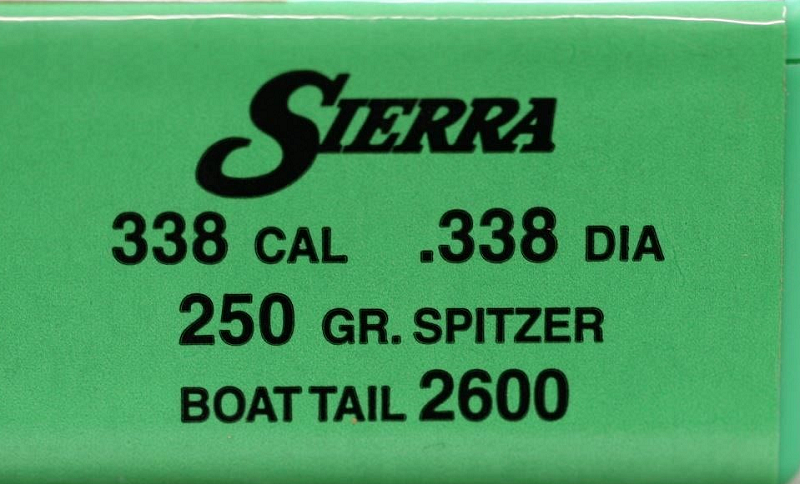 SIERRA
338 CAL .338 DIA
250 GR. SPITZER
BOAT TAIL 2600